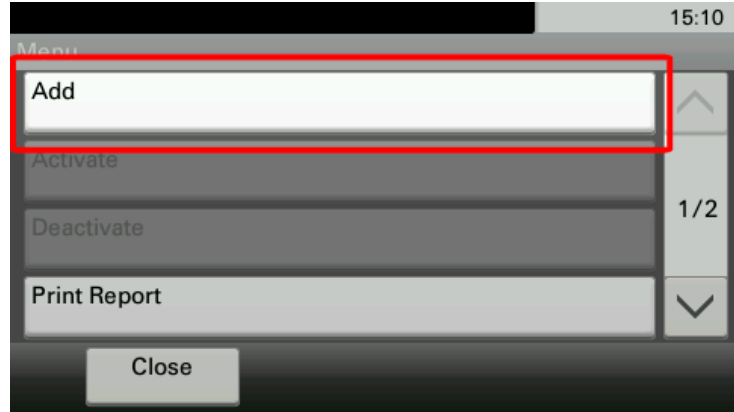 15:10
Menu
Add
Activate
Deactivate
1/2
Print Report
Close